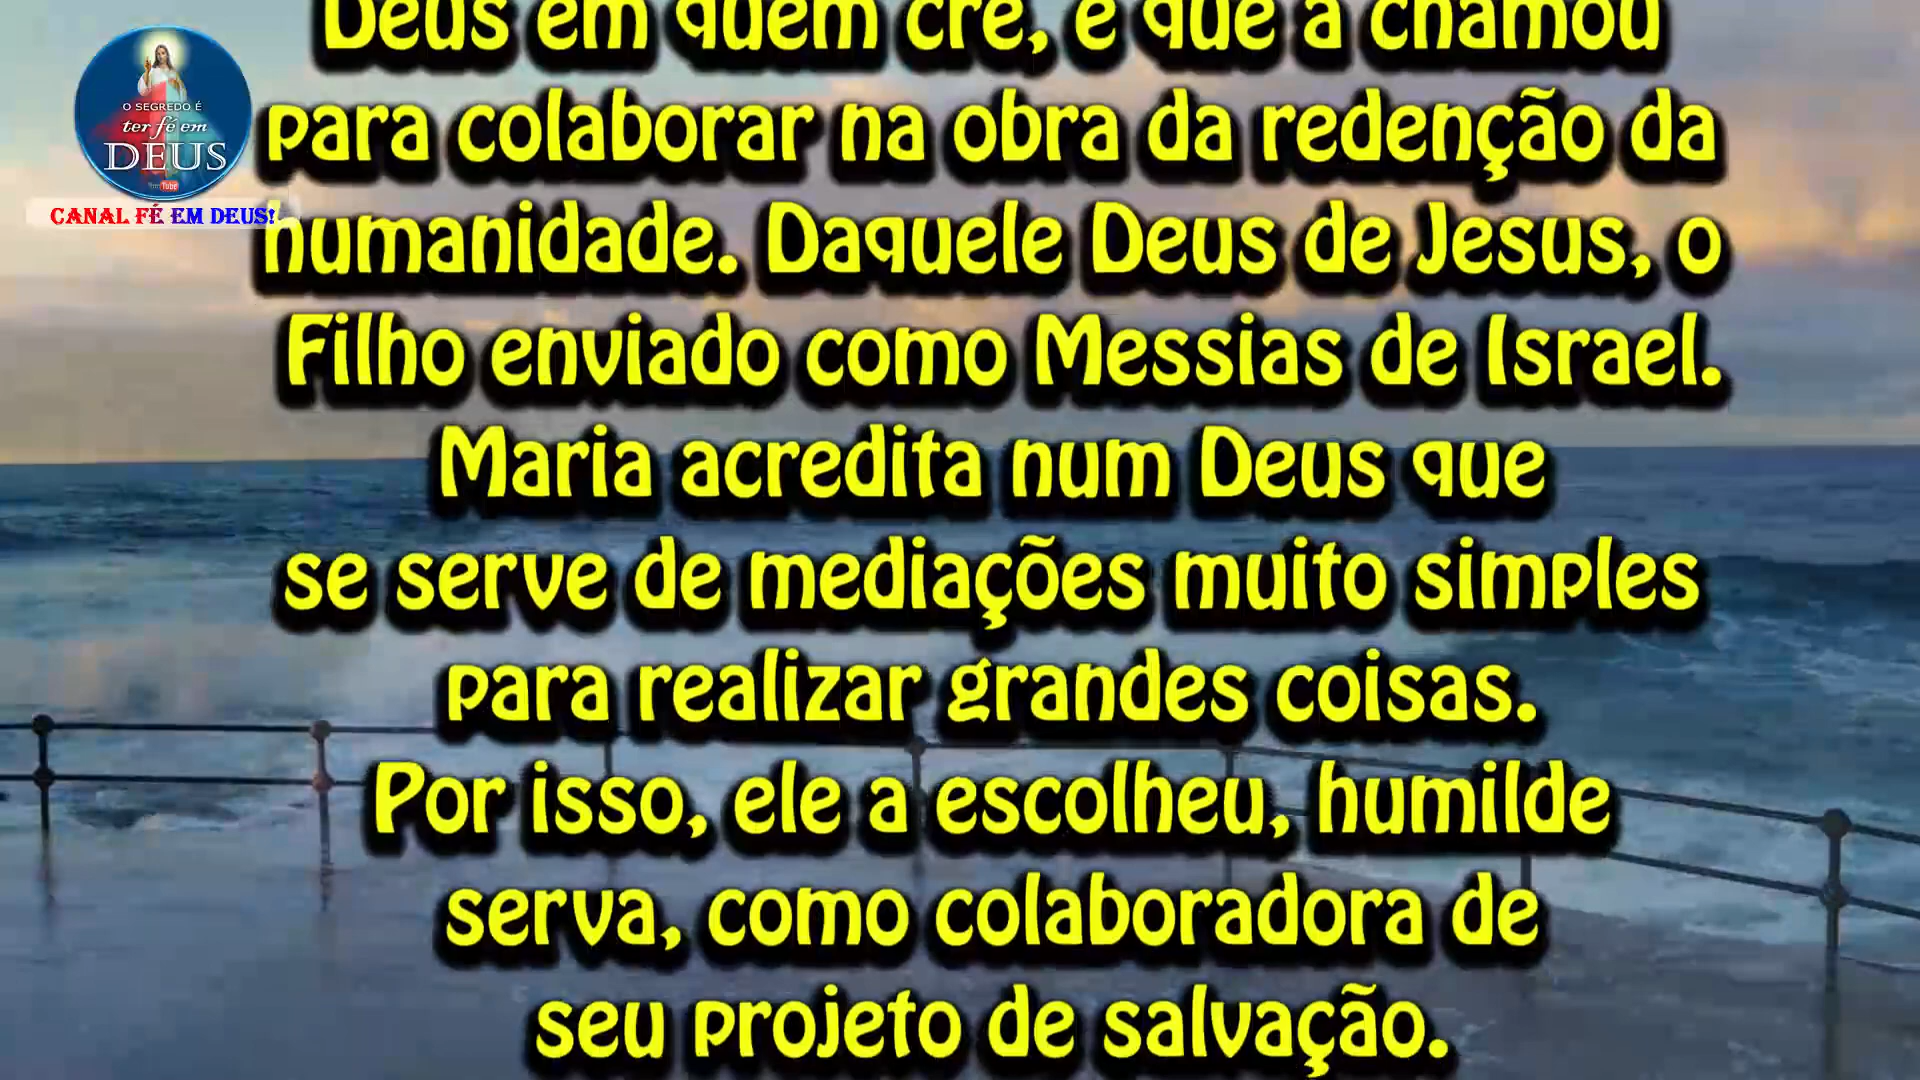 O SEGREDO É
ter fé em
DEUS
YouTube
CANAL FÉ EM DEUS!
Deus em quem crê, e que a chamou
para colaborar na obra da redenção da
humanidade. Daquele Deus de Jesus, o
Filho enviado como Messias de Israel.
Maria acredita num Deus que
se serve de mediações muito simples
para realizar grandes coisas.
Por isso, ele a escolheu, humilde
serva, como colaboradora de
seu projeto de salvação.